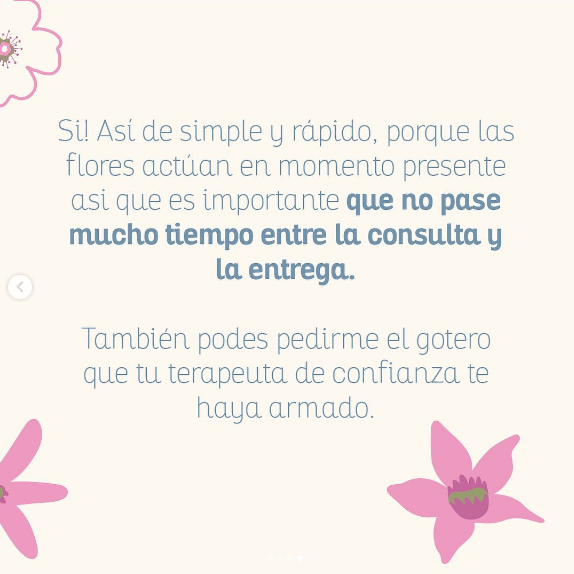 Si! Así de simple y rápido, porque las
flores actúan en momento presente
asi que es importante que no pase
mucho tiempo entre la consulta y
la entrega.
También podes pedirme el gotero
que tu terapeuta de confianza te
haya armado.